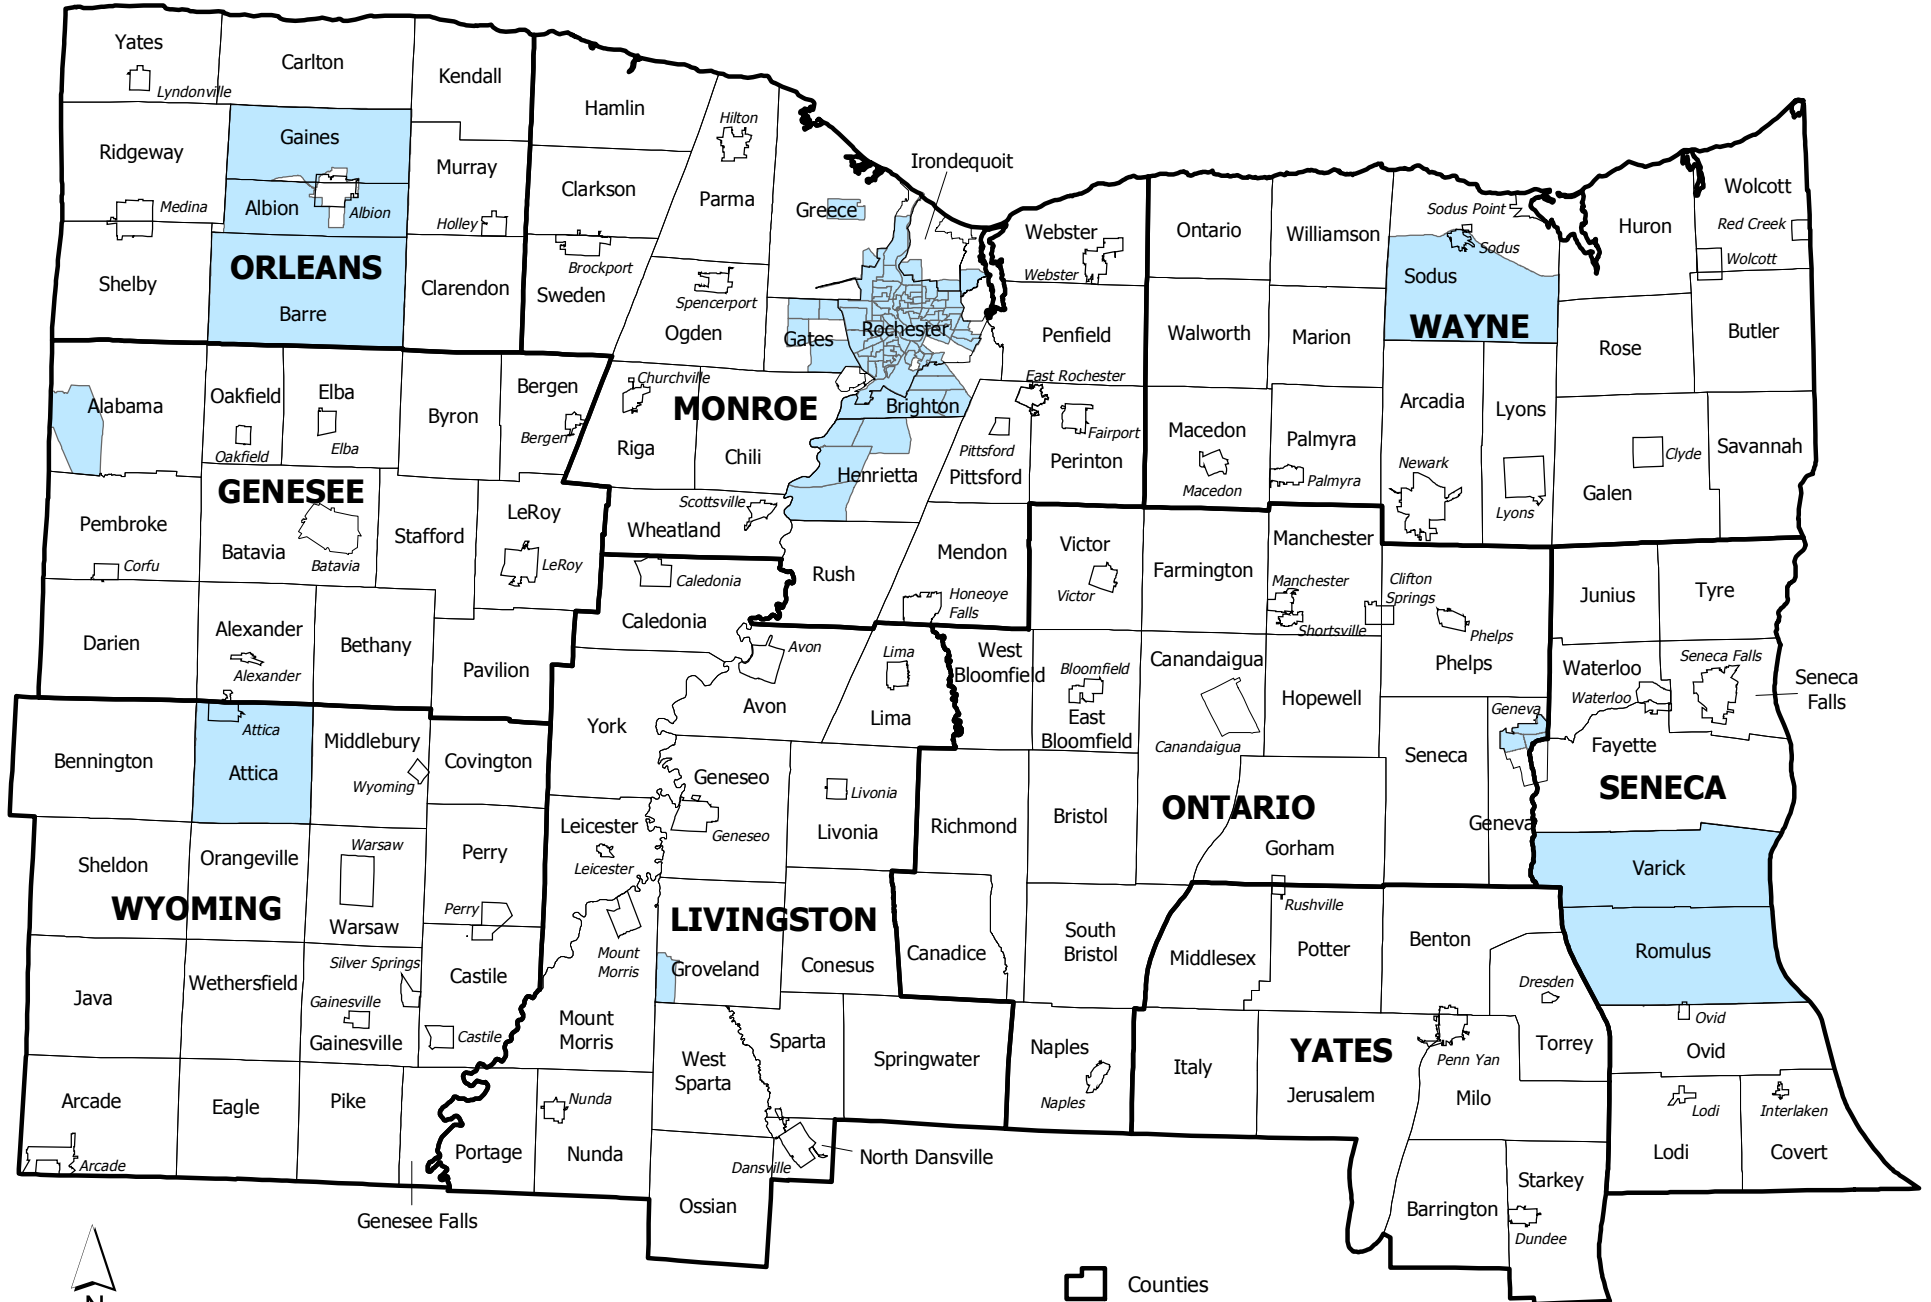 Yates
Lyndonville
Carlton
Kendall
Hamlin
Hilton
Ridgeway
Gaines
Murray
Clarkson
Parma
Greece
Irondequoit
Medina
Albion
Albion
Holley
Brockport
Sweden
Spencerport
Ogden
Shelby
ORLEANS
Barre
Clarendon
Gates
Rochester
Webster
Webster
Penfield
East Rochester
Ontario
Williamson
Sodus Point
Sodus
Sodus
WAYNE
Huron
Wolcott
Red Creek
Wolcott
Walworth
Marion
Rose
Butler
Alabama
Oakfield
Oakfield
Elba
Elba
Byron
Bergen
Bergen
Churchville
MONROE
Riga
Chili
Brighton
Henrietta
Pittsford
Pittsford
Fairport
Perinton
Macedon
Macedon
Palmyra
Palmyra
Arcadia
Newark
Lyons
Lyons
Clyde
Galen
Savannah
GENESEE
Pembroke
Corfu
Batavia
Batavia
Stafford
LeRoy
LeRoy
Scottsville
Wheatland
Rush
Mendon
Honeoye
Falls
Victor
Victor
Farmington
Manchester
Manchester
Shortsville
Clifton
Springs
Phelps
Phelps
Junius
Tyre
Darien
Alexander
Alexander
Bethany
Pavilion
Caledonia
Caledonia
Avon
Avon
Lima
Lima
West
Bloomfield
Bloomfield
East
Bloomfield
Canandaigua
Canandaigua
Hopewell
Waterloo
Waterloo
Seneca Falls
Seneca
Falls
Bennington
Attica
Attica
Middlebury
Wyoming
Covington
York
Geneseo
Geneseo
Livonia
Livonia
Richmond
Bristol
ONTARIO
Gorham
Seneca
Geneva
Geneva
Fayette
SENECA
Sheldon
Orangeville
Warsaw
Warsaw
Perry
Perry
Leicester
Leicester
WYOMING
LIVINGSTON
Varick
Rushville
Java
Wethersfield
Silver Springs
Gainesville
Gainesville
Castile
Castile
Mount
Morris
Mount
Morris
Groveland
Conesus
Canadice
South
Bristol
Middlesex
Potter
Benton
Dresden
Torrey
Romulus
Ovid
Ovid
Arcade
Arcade
Eagle
Pike
Portage
Nunda
Nunda
West
Sparta
Sparta
Springwater
Naples
Naples
Italy
YATES
Jerusalem
Penn Yan
Milo
Lodi
Lodi
Interlaken
Covert
Genesee Falls
Dansville
North Dansville
Ossian
Barrington
Starkey
Dundee
N
Counties